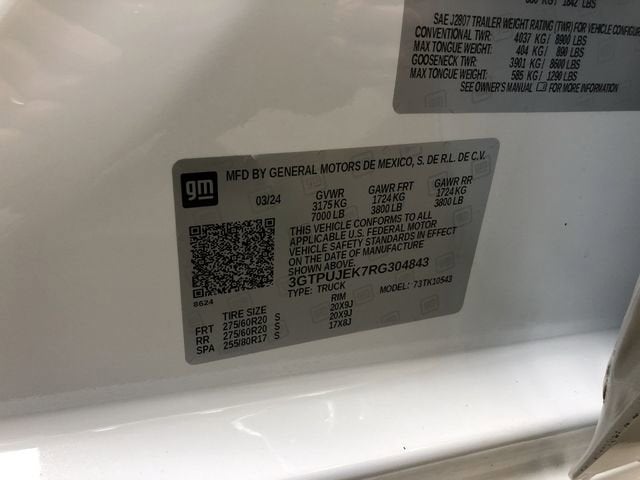 KG / 1842 LBS
SAE J2807 TRAILER WEIGHT RATING (TWR) FOR VEHICLE
CONVENTIONAL TWR: 4037 KG / 8900 LBS
MAX TONGUE WEIGHT: 404 KG / 890 LBS
GOOSENECK TWR: 3901 KG / 8600 LBS
MAX TONGUE WEIGHT: 585 KG / 1290 LBS
SEE OWNER'S MANUAL FOR MORE INFORMATION
gm
MFD BY GENERAL MOTORS DE MEXICO, S. DE R.L. DE C.V.
03/24 GVWR GAWR FRT GAWR RR
3175 KG 1724 KG 1724 KG
7000 LB 3800 LB 3800 LB
THIS VEHICLE CONFORMS TO ALL
APPLICABLE U.S. FEDERAL MOTOR
VEHICLE SAFETY STANDARDS IN EFFECT
ON THE DATE OF MANUFACTURE
SHOWN ABOVE.
3GTPUJEK7RG304843
TYPE: TRUCK MODEL: 73TK10543
8624
TIRE SIZE RIM
FRT 275/60R20 S 20X9J
RR 275/60R20 S 20X9J
SPA 255/80R17 S 17X8J